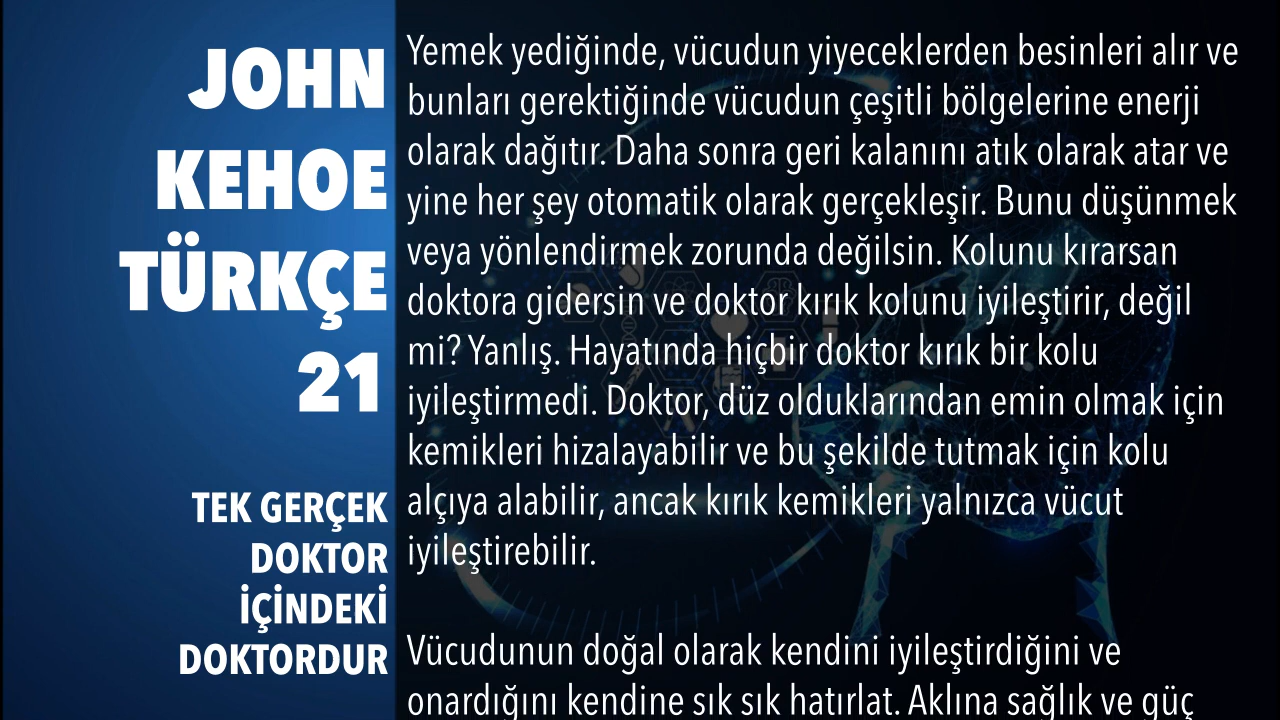 JOHN
KEHOE
TÜRKÇE
21
TEK GERÇEK
DOKTOR
İÇİNDEKİ
DOKTORDUR
Yemek yediğinde, vücudun yiyeceklerden besinleri alır ve
bunları gerektiğinde vücudun çeşitli bölgelerine enerji
olarak dağıtır. Daha sonra geri kalanını atık olarak atar ve
yine her şey otomatik olarak gerçekleşir. Bunu düşünmek
veya yönlendirmek zorunda değilsin. Kolunu kırarsan
doktora gidersin ve doktor kırık kolunu iyileştirir, değil
mi? Yanlış. Hayatında hiçbir doktor kırık bir kolu
iyileştirmedi. Doktor, düz olduklarından emin olmak için
kemikleri hizalayabilir ve bu şekilde tutmak için kolu
alçıya alabilir, ancak kırık kemikleri yalnızca vücut
iyileştirebilir.
Vücudunun doğal olarak kendini iyileştirdiğini ve
onardığını kendine sık sık hatırlat. Aklına sağlık ve güç